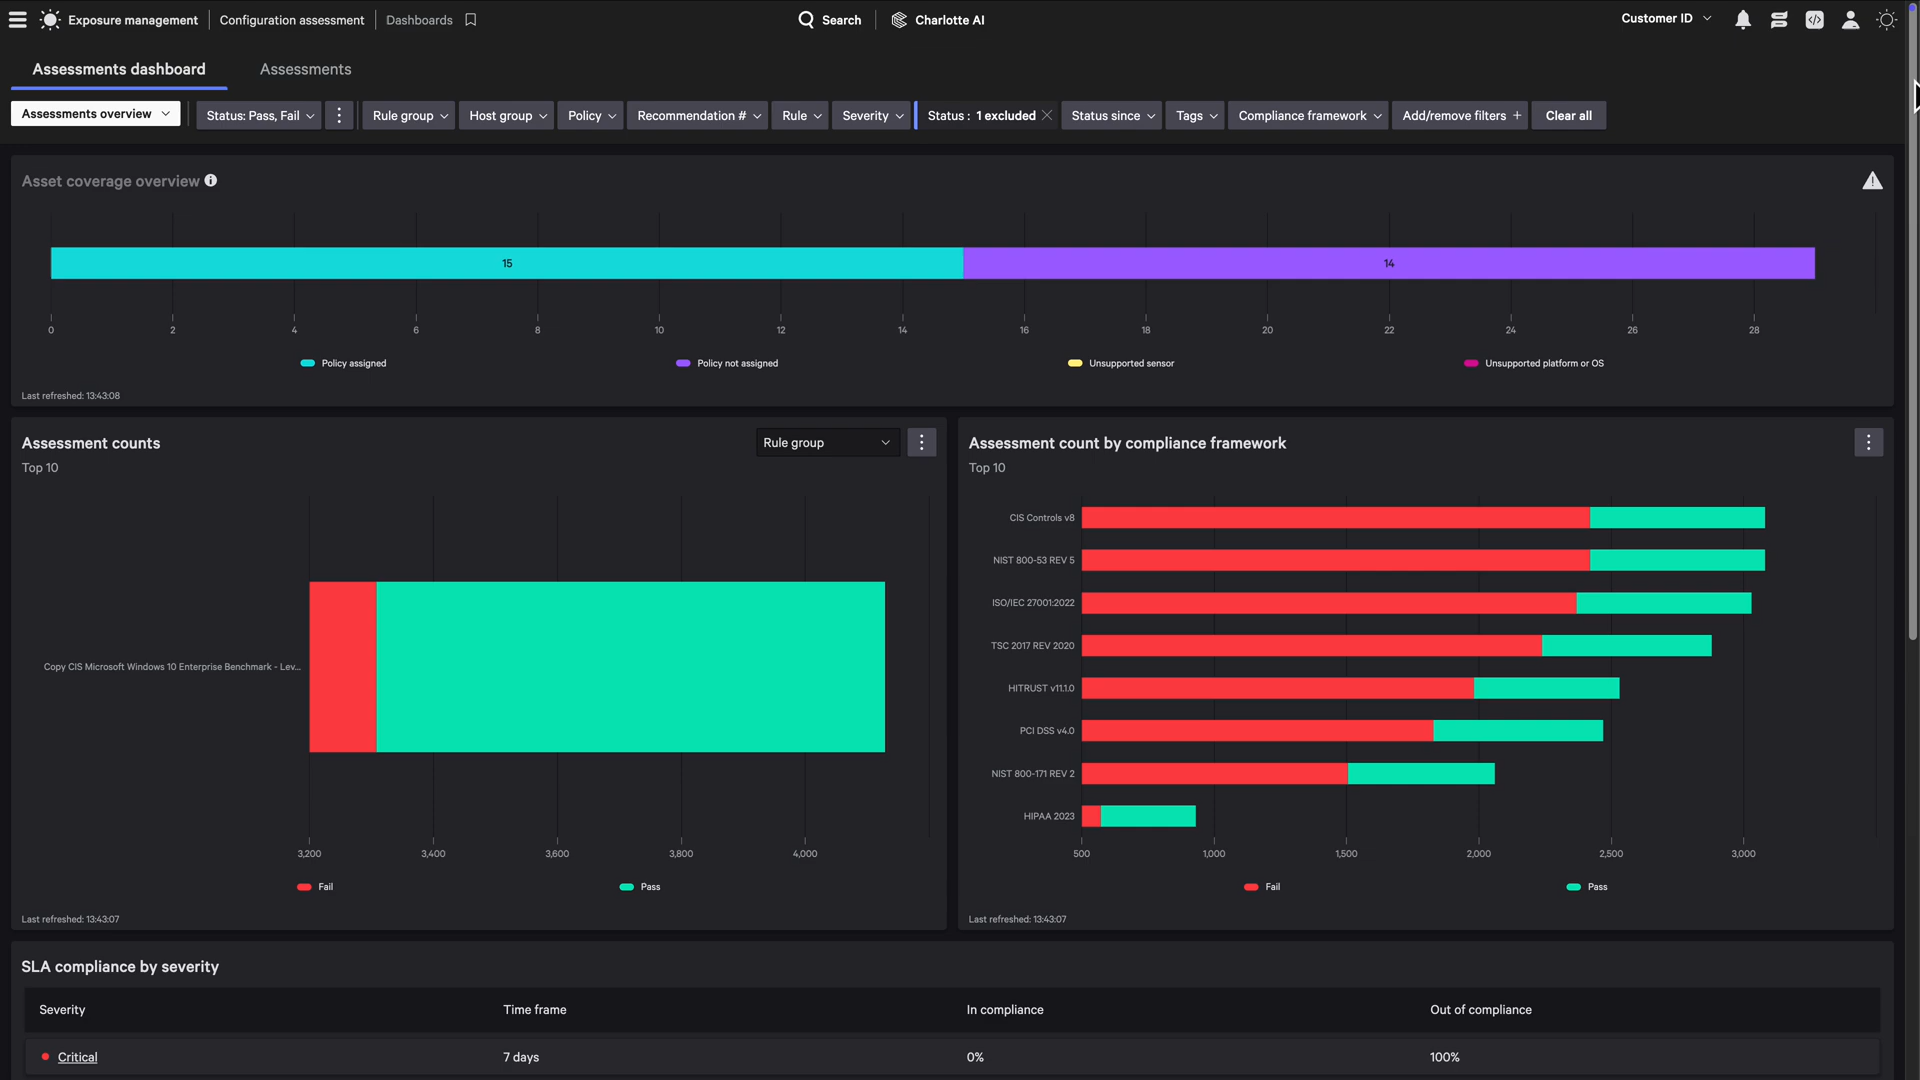 Exposure management
Configuration assessment
Dashboards
Search
Charlotte AI
Customer ID
Assessments dashboard
Assessments
Assessments overview
Status: Pass, Fail
Rule group
Host group
Policy
Recommendation #
Rule
Severity
Status : 1 excluded
Status since
Tags
Compliance framework
Add/remove filters +
Clear all
Asset coverage overview
15
14
0
2
4
6
8
10
12
14
16
18
20
22
24
26
28
Policy assigned
Policy not assigned
Unsupported sensor
Unsupported platform or OS
Last refreshed: 13:43:08
Assessment counts
Rule group
Top 10
Copy CIS Microsoft Windows 10 Enterprise Benchmark - Lev...
3,200
3,400
3,600
3,800
4,000
Fail
Pass
Last refreshed: 13:43:07
Assessment count by compliance framework
Top 10
CIS Controls v8
NIST 800-53 REV 5
ISO/IEC 27001:2022
TSC 2017 REV 2020
HITRUST v11.1.0
PCI DSS v4.0
NIST 800-171 REV 2
HIPAA 2023
500
1,000
1,500
2,000
2,500
3,000
Fail
Pass
Last refreshed: 13:43:07
SLA compliance by severity
Severity
Time frame
In compliance
Out of compliance
Critical
7 days
0%
100%